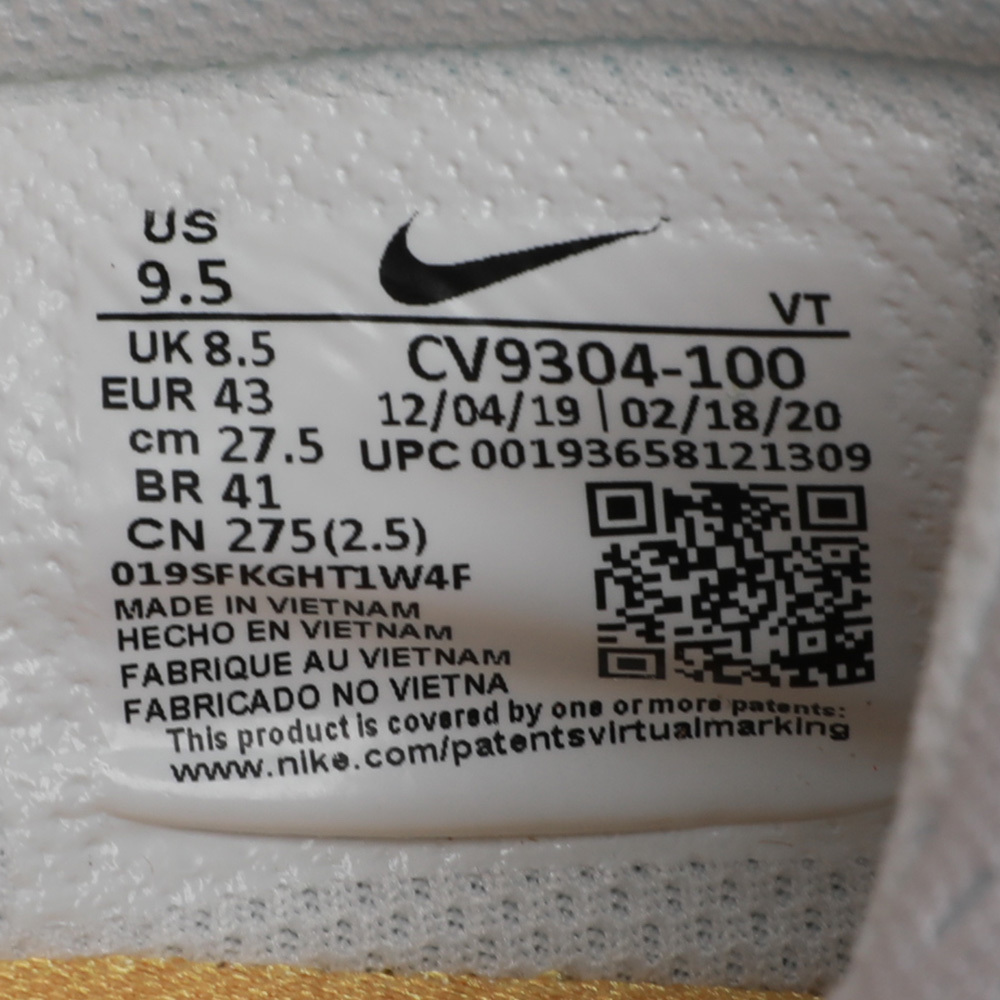 US
9.5
VT
UK 8.5
CV9304-100
EUR 43
12/04/19 | 02/18/20
cm 27.5
UPC 00193658121309
BR 41
CN 275(2.5)
019SFKGHT1W4F
MADE IN VIETNAM
HECHO EN VIETNAM
FABRIQUE AU VIETNAM
FABRICADO NO VIETNA
This product is covered by one or more patents:
www.nike.com/patentsvirtualmarking